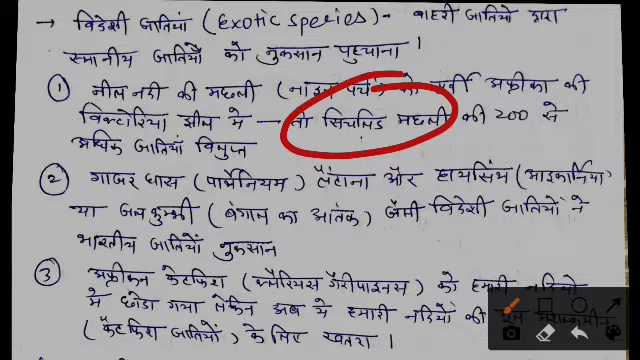 → विदेशी जातियां (Exotic species) - बाहरी जातियो द्वारा
स्थानीय जातियों को नुकसान पहुचाना ।
① नील नदी की मछली (नाइल पर्च) को पूर्वी अफ्रीका की
विक्टोरिया झील मे → तो सिचलिड मछली की 200 से
अधिक जातियां विलुप्त
② गाजर घास (पार्थेनियम) लैंटाना और हायसिंथ (आइकार्निया)
या जलकुम्भी (बंगाल का आतंक) जैसी विदेशी जातियों ने
भारतीय जातियों नुकसान
③ अफ्रीकन कैटफिश (क्लैरियस गैरीपाइनस) को हमारी नदियो
मे छोडा गया लेकिन अब ये हमारी नदियों की
(कैटफिश जातियों) के लिए खतरा ।